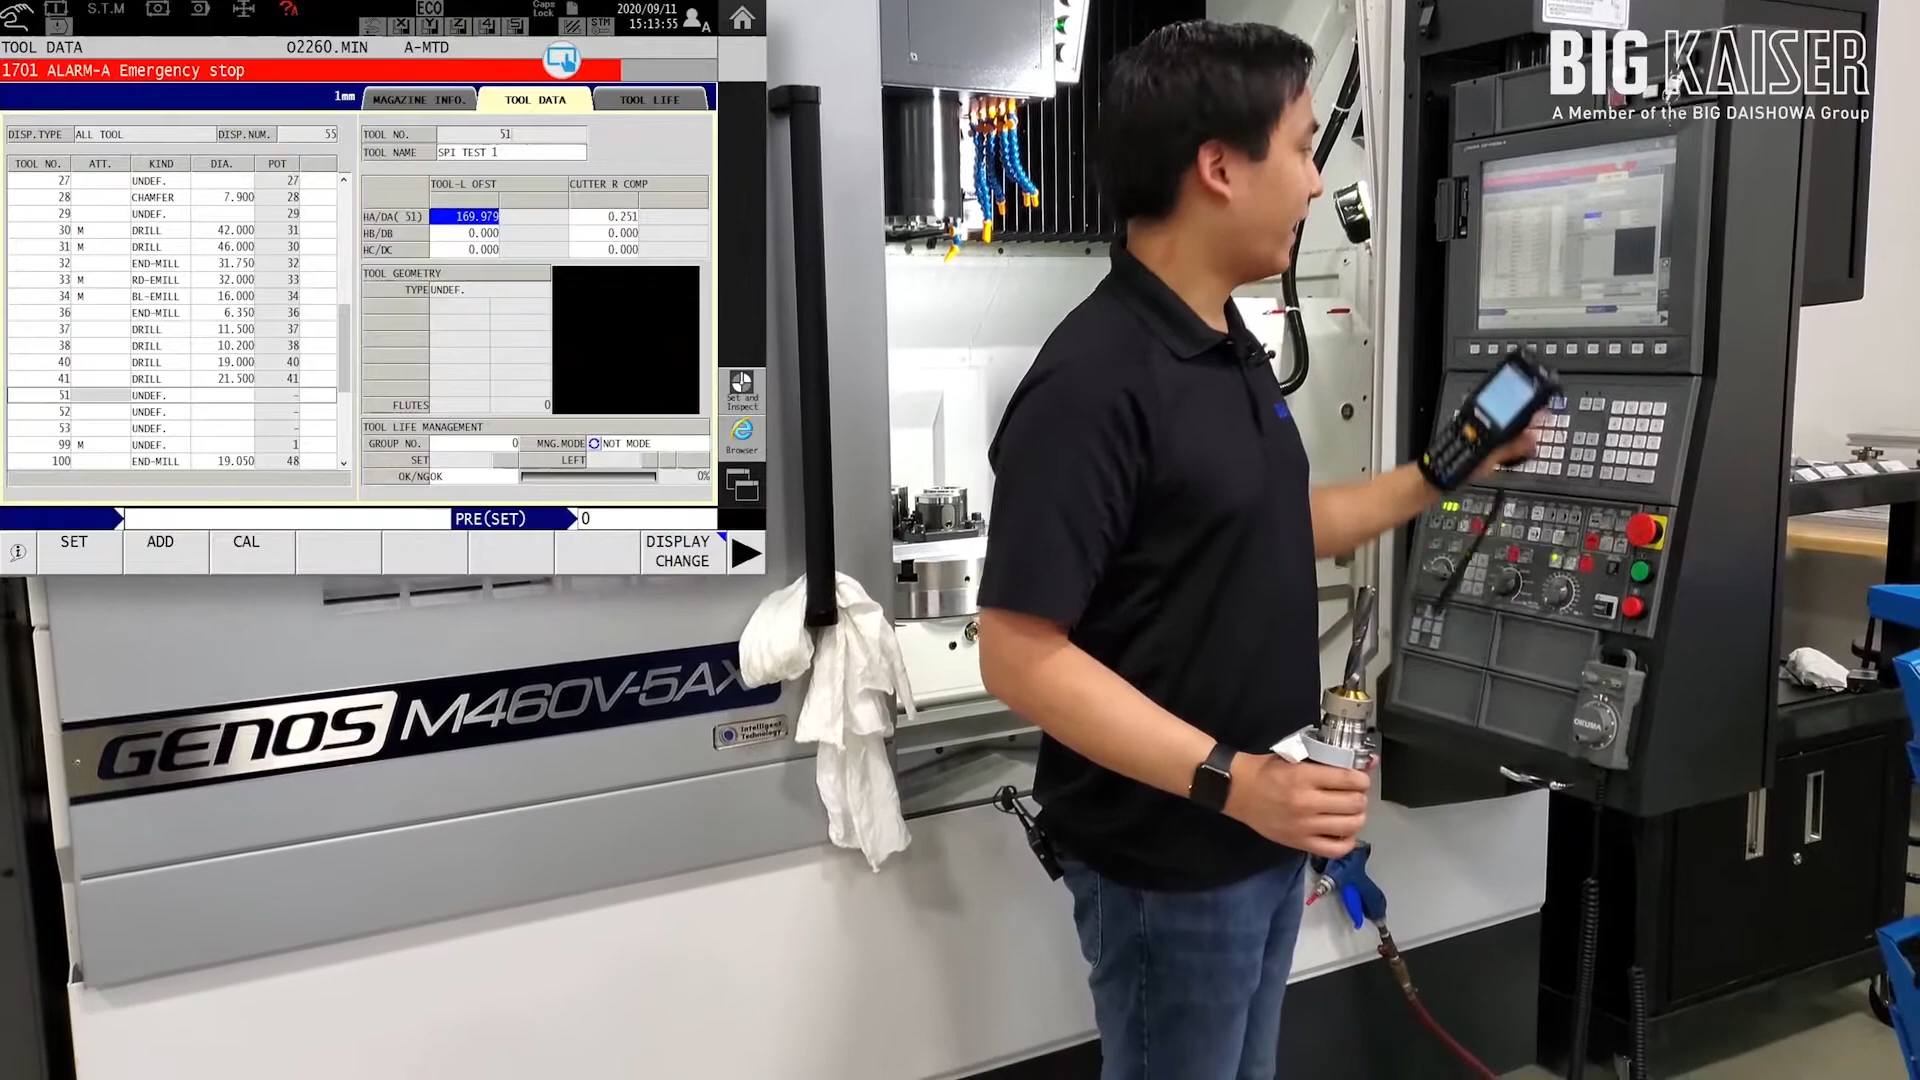 S.T.M
ECO
Caps Lock
2020/09/11
15:13:55
TOOL DATA
O2260.MIN
A-MTD
1701 ALARM-A Emergency stop
1mm
MAGAZINE INFO.
TOOL DATA
TOOL LIFE
DISP.TYPE ALL TOOL DISP.NUM. 55
TOOL NO. ATT. KIND DIA. POT
27 UNDEF. 27
28 CHAMFER 7.900 28
29 UNDEF. 29
30 M DRILL 42.000 31
31 M DRILL 46.000 30
32 END-MILL 31.750 32
33 M RD-EMILL 32.000 33
34 M BL-EMILL 16.000 34
36 END-MILL 6.350 36
37 DRILL 11.500 37
38 DRILL 10.200 38
40 DRILL 19.000 40
41 DRILL 21.500 41
51 UNDEF. -
52 UNDEF. -
53 UNDEF. -
99 M UNDEF. 1
100 END-MILL 19.050 48
TOOL NO. 51
TOOL NAME SPI TEST 1
TOOL-L OFST CUTTER R COMP
HA/DA( 51) 169.979 0.251
HB/DB 0.000 0.000
HC/DC 0.000 0.000
TOOL GEOMETRY
TYPE UNDEF.
FLUTES 0
TOOL LIFE MANAGEMENT
GROUP NO. 0 MNG.MODE NOT MODE
SET LEFT
OK/NG OK 0%
Set and Inspect
Browser
PRE(SET) 0
SET
ADD
CAL
DISPLAY CHANGE
BIG KAISER
A Member of the BIG DAISHOWA Group
GENOS M460V-5AX
Intelligent Technology
OKUMA